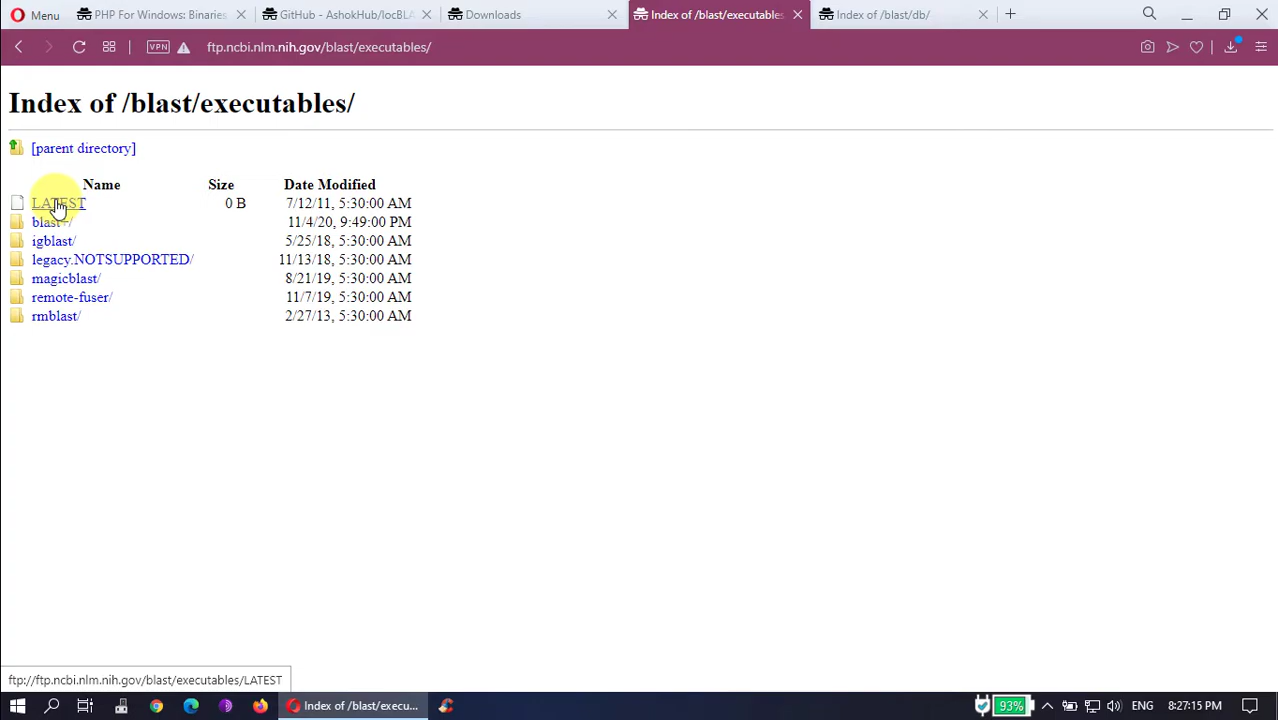 Menu
PHP For Windows: Binaries
GitHub - AshokHub/locBLA
Downloads
Index of /blast/executables
Index of /blast/db/
VPN
ftp.ncbi.nlm.nih.gov/blast/executables/
Index of /blast/executables/
[parent directory]
Name Size Date Modified
LATEST 0 B 7/12/11, 5:30:00 AM
blast+/ 11/4/20, 9:49:00 PM
igblast/ 5/25/18, 5:30:00 AM
legacy.NOTSUPPORTED/ 11/13/18, 5:30:00 AM
magicblast/ 8/21/19, 5:30:00 AM
remote-fuser/ 11/7/19, 5:30:00 AM
rmblast/ 2/27/13, 5:30:00 AM
ftp://ftp.ncbi.nlm.nih.gov/blast/executables/LATEST
Index of /blast/execu...
93%
ENG
8:27:15 PM